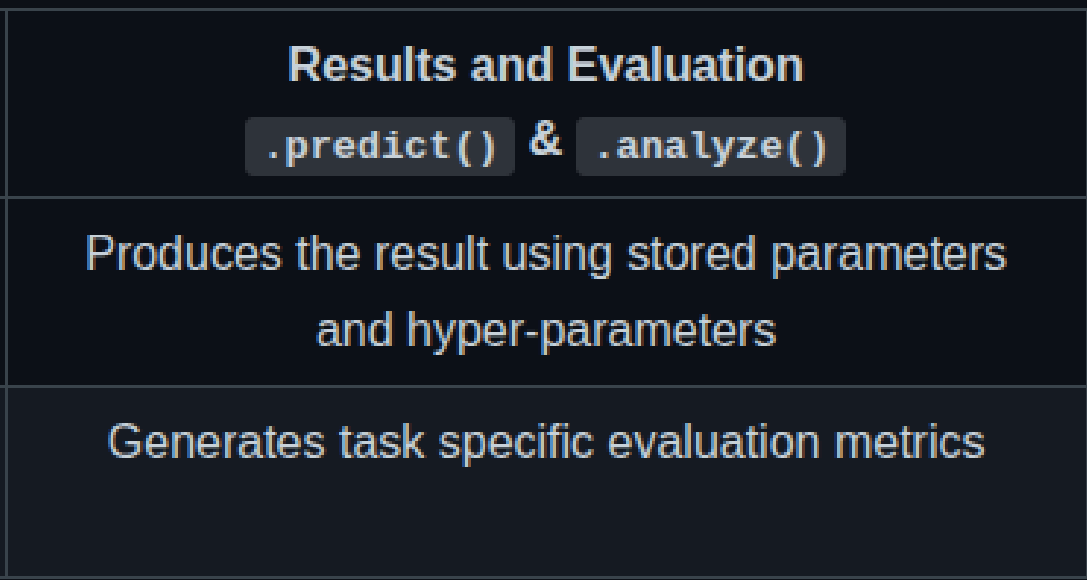 Results and Evaluation
.predict() & .analyze()
Produces the result using stored parameters
and hyper-parameters
Generates task specific evaluation metrics